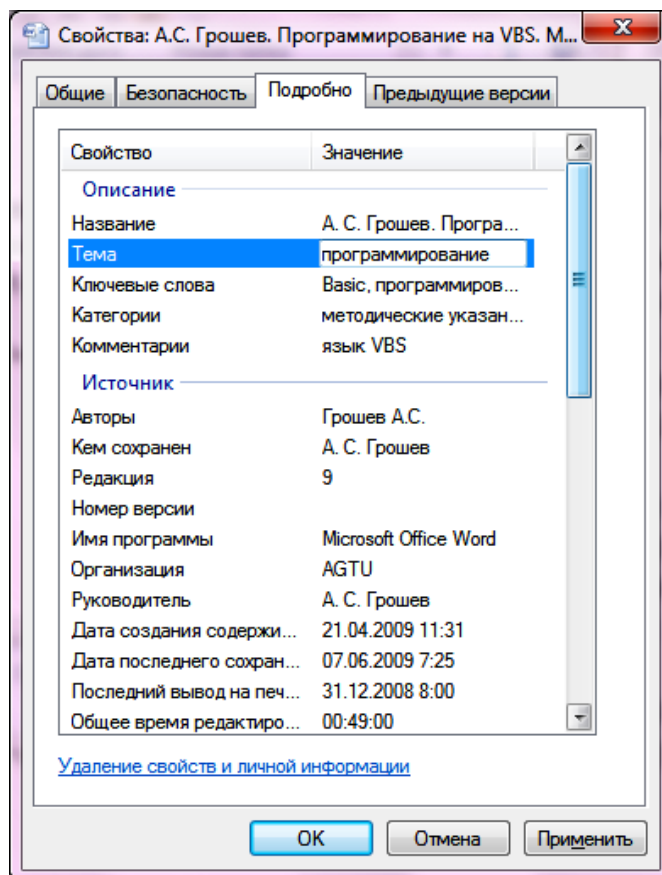 Свойства: А.С. Грошев. Программирование на VBS. М...
Общие Безопасность Подробно Предыдущие версии
Свойство Значение
Описание
Название А. С. Грошев. Програ...
Тема программирование
Ключевые слова Basic, программиров...
Категории методические указан...
Комментарии язык VBS
Источник
Авторы Грошев А.С.
Кем сохранен А. С. Грошев
Редакция 9
Номер версии
Имя программы Microsoft Office Word
Организация AGTU
Руководитель А. С. Грошев
Дата создания содержи... 21.04.2009 11:31
Дата последнего сохран... 07.06.2009 7:25
Последний вывод на печ... 31.12.2008 8:00
Общее время редактиро... 00:49:00
Удаление свойств и личной информации
OK Отмена Применить